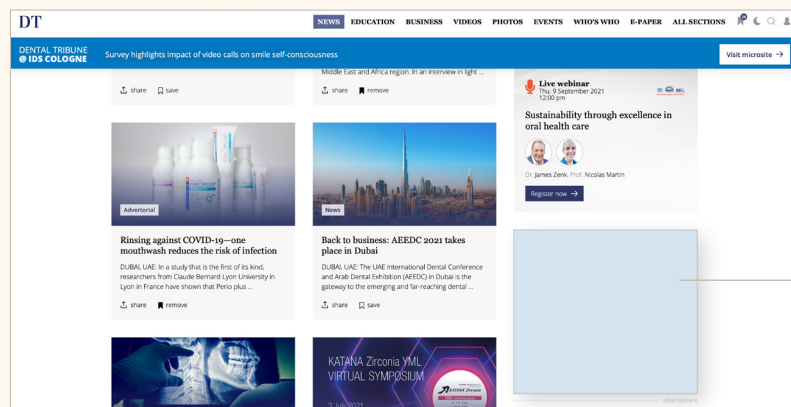 DT
NEWS EDUCATION BUSINESS VIDEOS PHOTOS EVENTS WHO'S WHO E-PAPER ALL SECTIONS
DENTAL TRIBUNE
@ IDS COLOGNE
Survey highlights impact of video calls on smile self-consciousness
Visit microsite →
share save
Middle East and Africa region. In an interview in light ...
share remove
Advertorial
Rinsing against COVID-19—one
mouthwash reduces the risk of infection
DUBAI, UAE: In a study that is the first of its kind,
researchers from Claude Bernard Lyon University in
Lyon in France have shown that Perio plus ...
share remove
News
Back to business: AEEDC 2021 takes
place in Dubai
DUBAI, UAE: The UAE International Dental Conference
and Arab Dental Exhibition (AEEDC) in Dubai is the
gateway to the emerging and far-reaching dental ...
share save
KATANA Zirconia YML
VIRTUAL SYMPOSIUM
3 July 2021
Live webinar
Thu. 9 September 2021
12:00 pm
Sustainability through excellence in
oral health care
Dr. James Zenk, Prof. Nicolas Martin
Register now →
advertisement